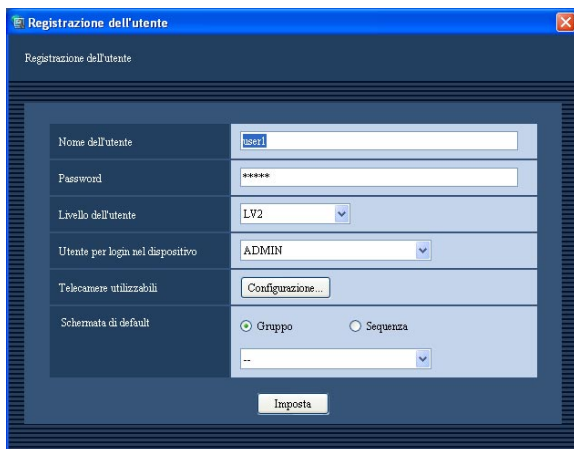 Registrazione dell'utente
Registrazione dell'utente
Nome dell'utente
user1
Password
*****
Livello dell'utente
LV2
Utente per login nel dispositivo
ADMIN
Telecamere utilizzabili
Configurazione...
Schermata di default
Gruppo
Sequenza
--
Imposta